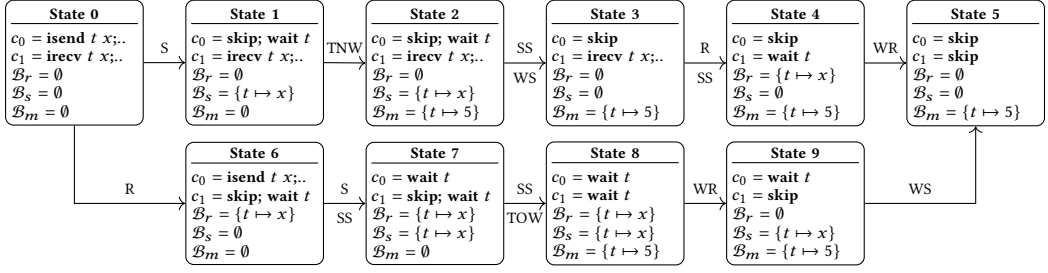 State 0
c₀ = isend t x;..
c₁ = irecv t x;..
ℬᵣ = ∅
ℬₛ = ∅
ℬₘ = ∅
S
State 1
c₀ = skip; wait t
c₁ = irecv t x;..
ℬᵣ = ∅
ℬₛ = {t ↦ x}
ℬₘ = ∅
TNW
State 2
c₀ = skip; wait t
c₁ = irecv t x;..
ℬᵣ = ∅
ℬₛ = {t ↦ x}
ℬₘ = {t ↦ 5}
SS
WS
State 3
c₀ = skip
c₁ = irecv t x;..
ℬᵣ = ∅
ℬₛ = ∅
ℬₘ = {t ↦ 5}
R
SS
State 4
c₀ = skip
c₁ = wait t
ℬᵣ = {t ↦ x}
ℬₛ = ∅
ℬₘ = {t ↦ 5}
WR
State 5
c₀ = skip
c₁ = skip
ℬᵣ = ∅
ℬₛ = ∅
ℬₘ = {t ↦ 5}
R
State 6
c₀ = isend t x;..
c₁ = skip; wait t
ℬᵣ = {t ↦ x}
ℬₛ = ∅
ℬₘ = ∅
S
SS
State 7
c₀ = wait t
c₁ = skip; wait t
ℬᵣ = {t ↦ x}
ℬₛ = {t ↦ x}
ℬₘ = ∅
SS
TOW
State 8
c₀ = wait t
c₁ = wait t
ℬᵣ = {t ↦ x}
ℬₛ = {t ↦ x}
ℬₘ = {t ↦ 5}
WR
State 9
c₀ = wait t
c₁ = skip
ℬᵣ = ∅
ℬₛ = {t ↦ x}
ℬₘ = {t ↦ 5}
WS